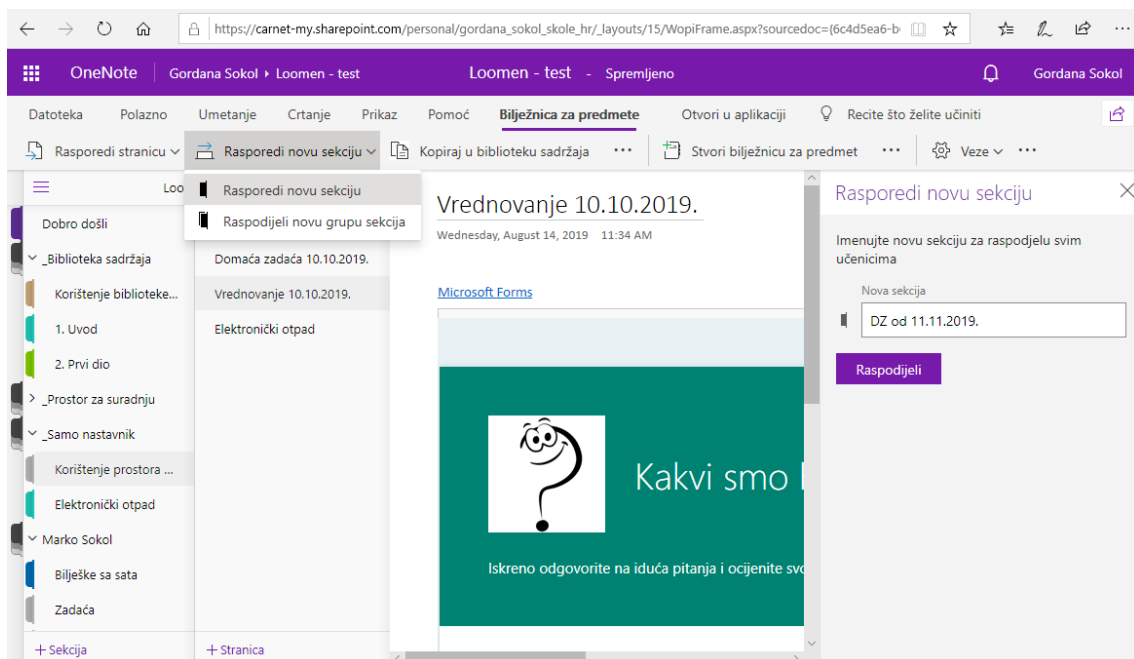 https://carnet-my.sharepoint.com/personal/gordana_sokol_skole_hr/_layouts/15/WopiFrame.aspx?sourcedoc={6c4d5ea6-b
OneNote Gordana Sokol Loomen - test Loomen - test - Spremljeno Gordana Sokol
Datoteka Polazno Umetanje Crtanje Prikaz Pomoć Bilježnica za predmete Otvori u aplikaciji Recite što želite učiniti
Rasporedi stranicu Rasporedi novu sekciju Kopiraj u biblioteku sadržaja ... Stvori bilježnicu za predmet ... Veze ...
Loo
Rasporedi novu sekciju
Raspodijeli novu grupu sekcija
Dobro došli
_Biblioteka sadržaja
Korištenje biblioteke...
1. Uvod
2. Prvi dio
_Prostor za suradnju
_Samo nastavnik
Korištenje prostora ...
Elektronički otpad
Marko Sokol
Bilješke sa sata
Zadaća
+ Sekcija
Domaća zadaća 10.10.2019.
Vrednovanje 10.10.2019.
Elektronički otpad
+ Stranica
Vrednovanje 10.10.2019.
Wednesday, August 14, 2019 11:34 AM
Microsoft Forms
Kakvi smo
Iskreno odgovorite na iduća pitanja i ocijenite svo
Rasporedi novu sekciju
Imenujte novu sekciju za raspodjelu svim
učenicima
Nova sekcija
DZ od 11.11.2019.
Raspodijeli